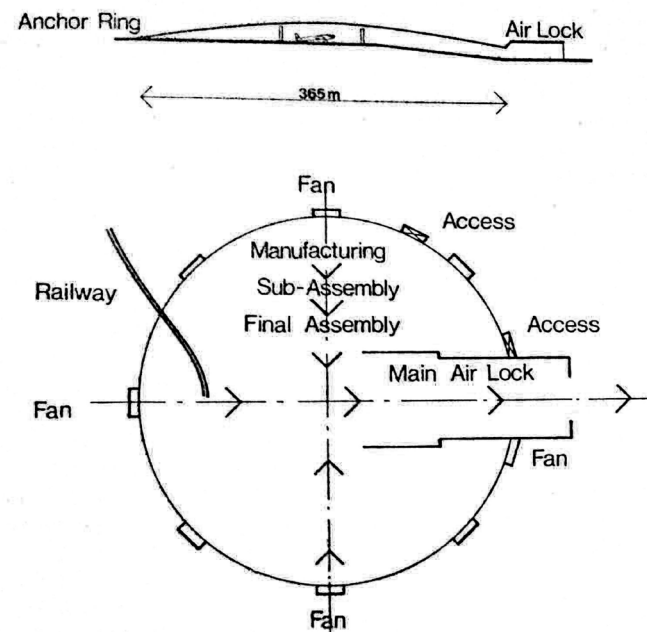 Anchor Ring
Air Lock
365m
Fan
Access
Manufacturing
Railway
Sub-Assembly
Final Assembly
Access
Main Air Lock
Fan
Fan
Fan